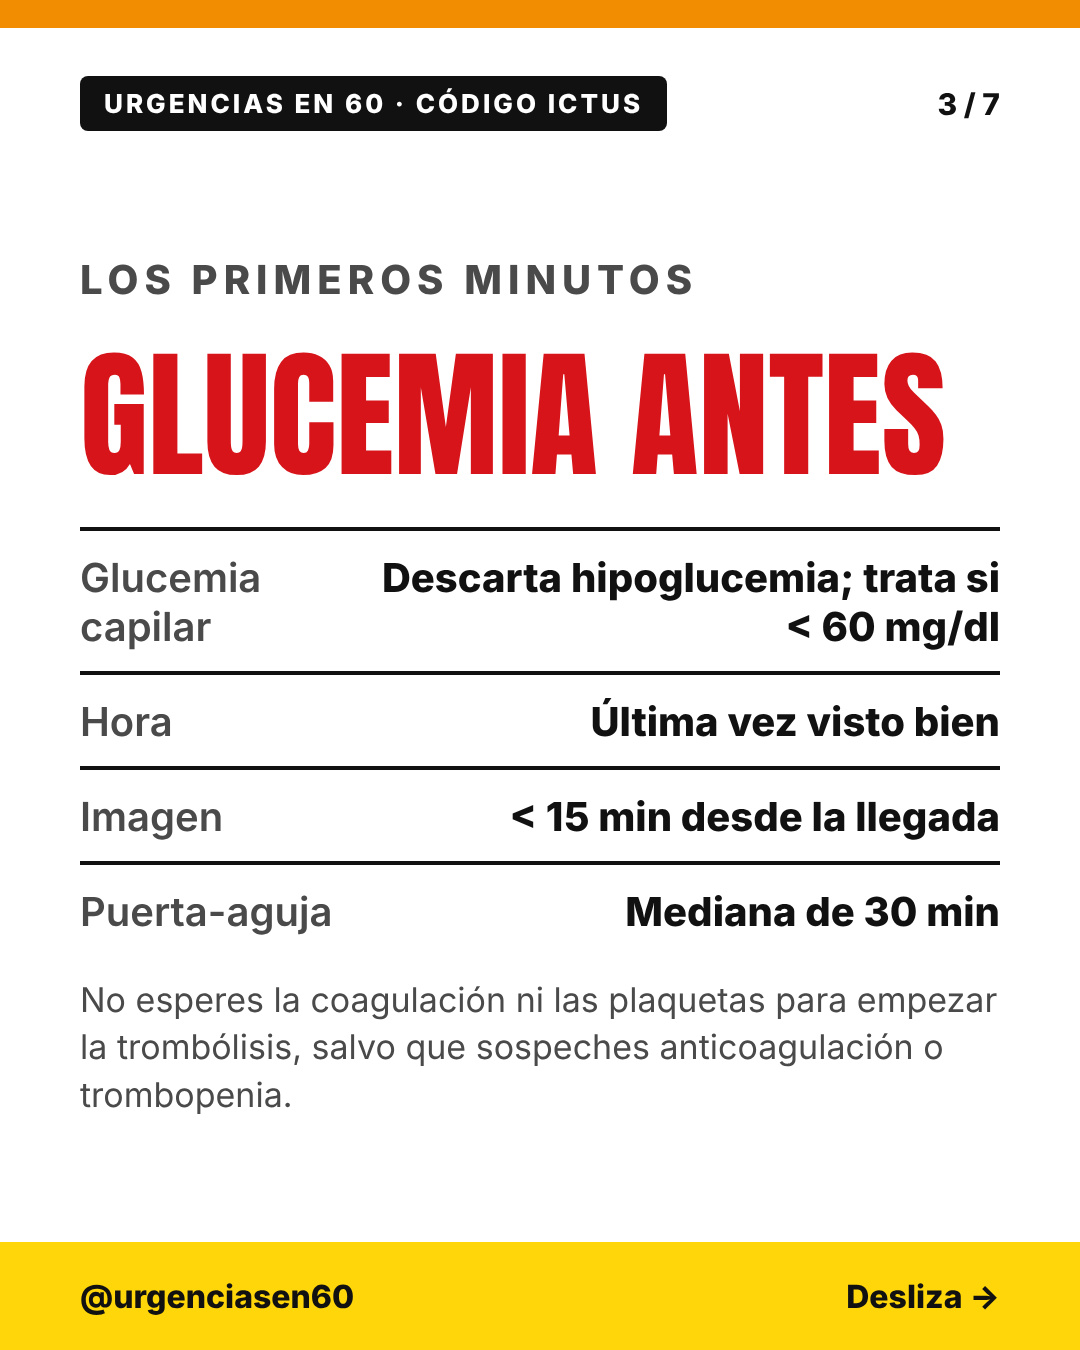 URGENCIAS EN 60 · CÓDIGO ICTUS
3 / 7
LOS PRIMEROS MINUTOS
GLUCEMIA ANTES
Glucemia capilar
Descarta hipoglucemia; trata si
< 60 mg/dl
Hora
Última vez visto bien
Imagen
< 15 min desde la llegada
Puerta-aguja
Mediana de 30 min
No esperes la coagulación ni las plaquetas para empezar
la trombólisis, salvo que sospeches anticoagulación o
trombopenia.
@urgenciasen60
Desliza →